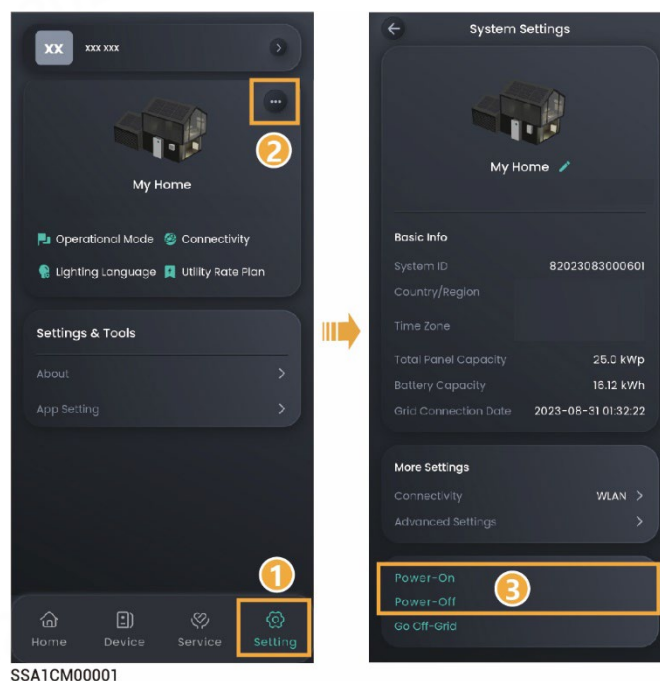 xx xxx xxx
...
2
My Home
Operational Mode Connectivity
Lighting Language Utility Rate Plan
Settings & Tools
About
App Setting
1
Home Device Service Setting
SSA1CM00001
System Settings
My Home
Basic Info
System ID 82023083000601
Country/Region
Time Zone
Total Panel Capacity 25.0 kWp
Battery Capacity 16.12 kWh
Grid Connection Date 2023-08-31 01:32:22
More Settings
Connectivity WLAN
Advanced Settings
Power-On
3
Power-Off
Go Off-Grid